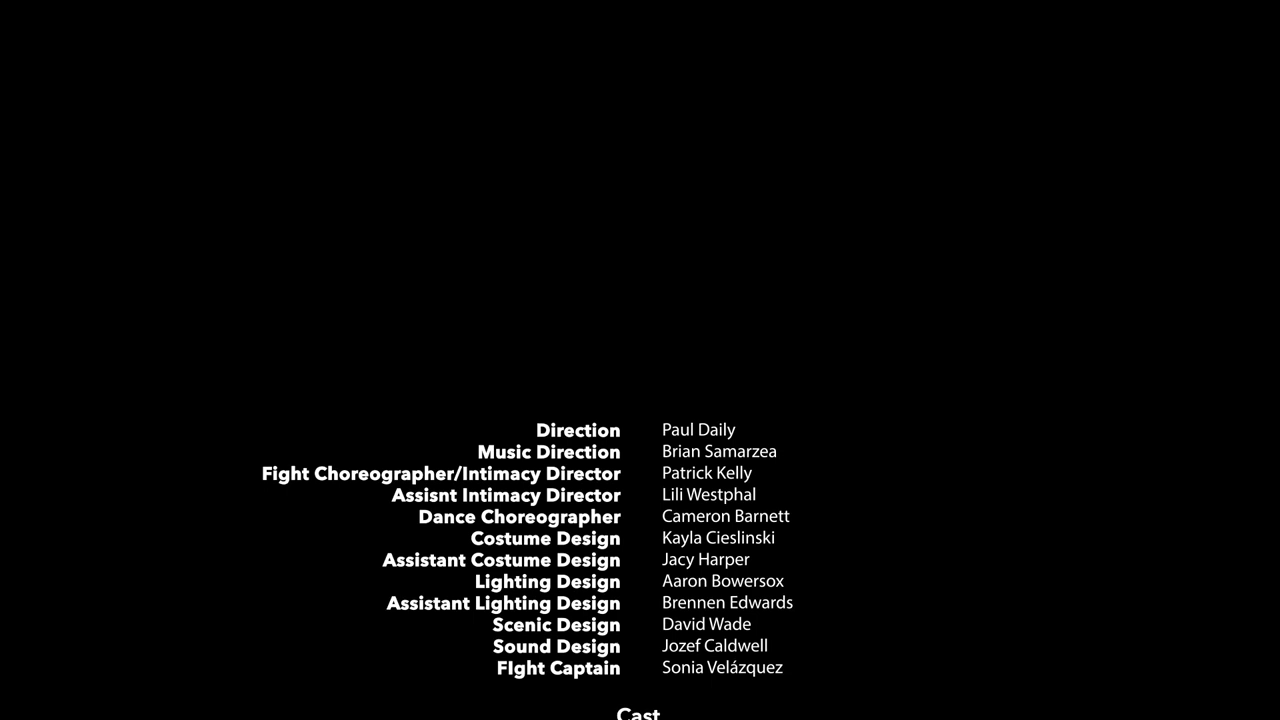 Direction Paul Daily
Music Direction Brian Samarzea
Fight Choreographer/Intimacy Director Patrick Kelly
Assisnt Intimacy Director Lili Westphal
Dance Choreographer Cameron Barnett
Costume Design Kayla Cieslinski
Assistant Costume Design Jacy Harper
Lighting Design Aaron Bowersox
Assistant Lighting Design Brennen Edwards
Scenic Design David Wade
Sound Design Jozef Caldwell
FIght Captain Sonia Velázquez
Cast